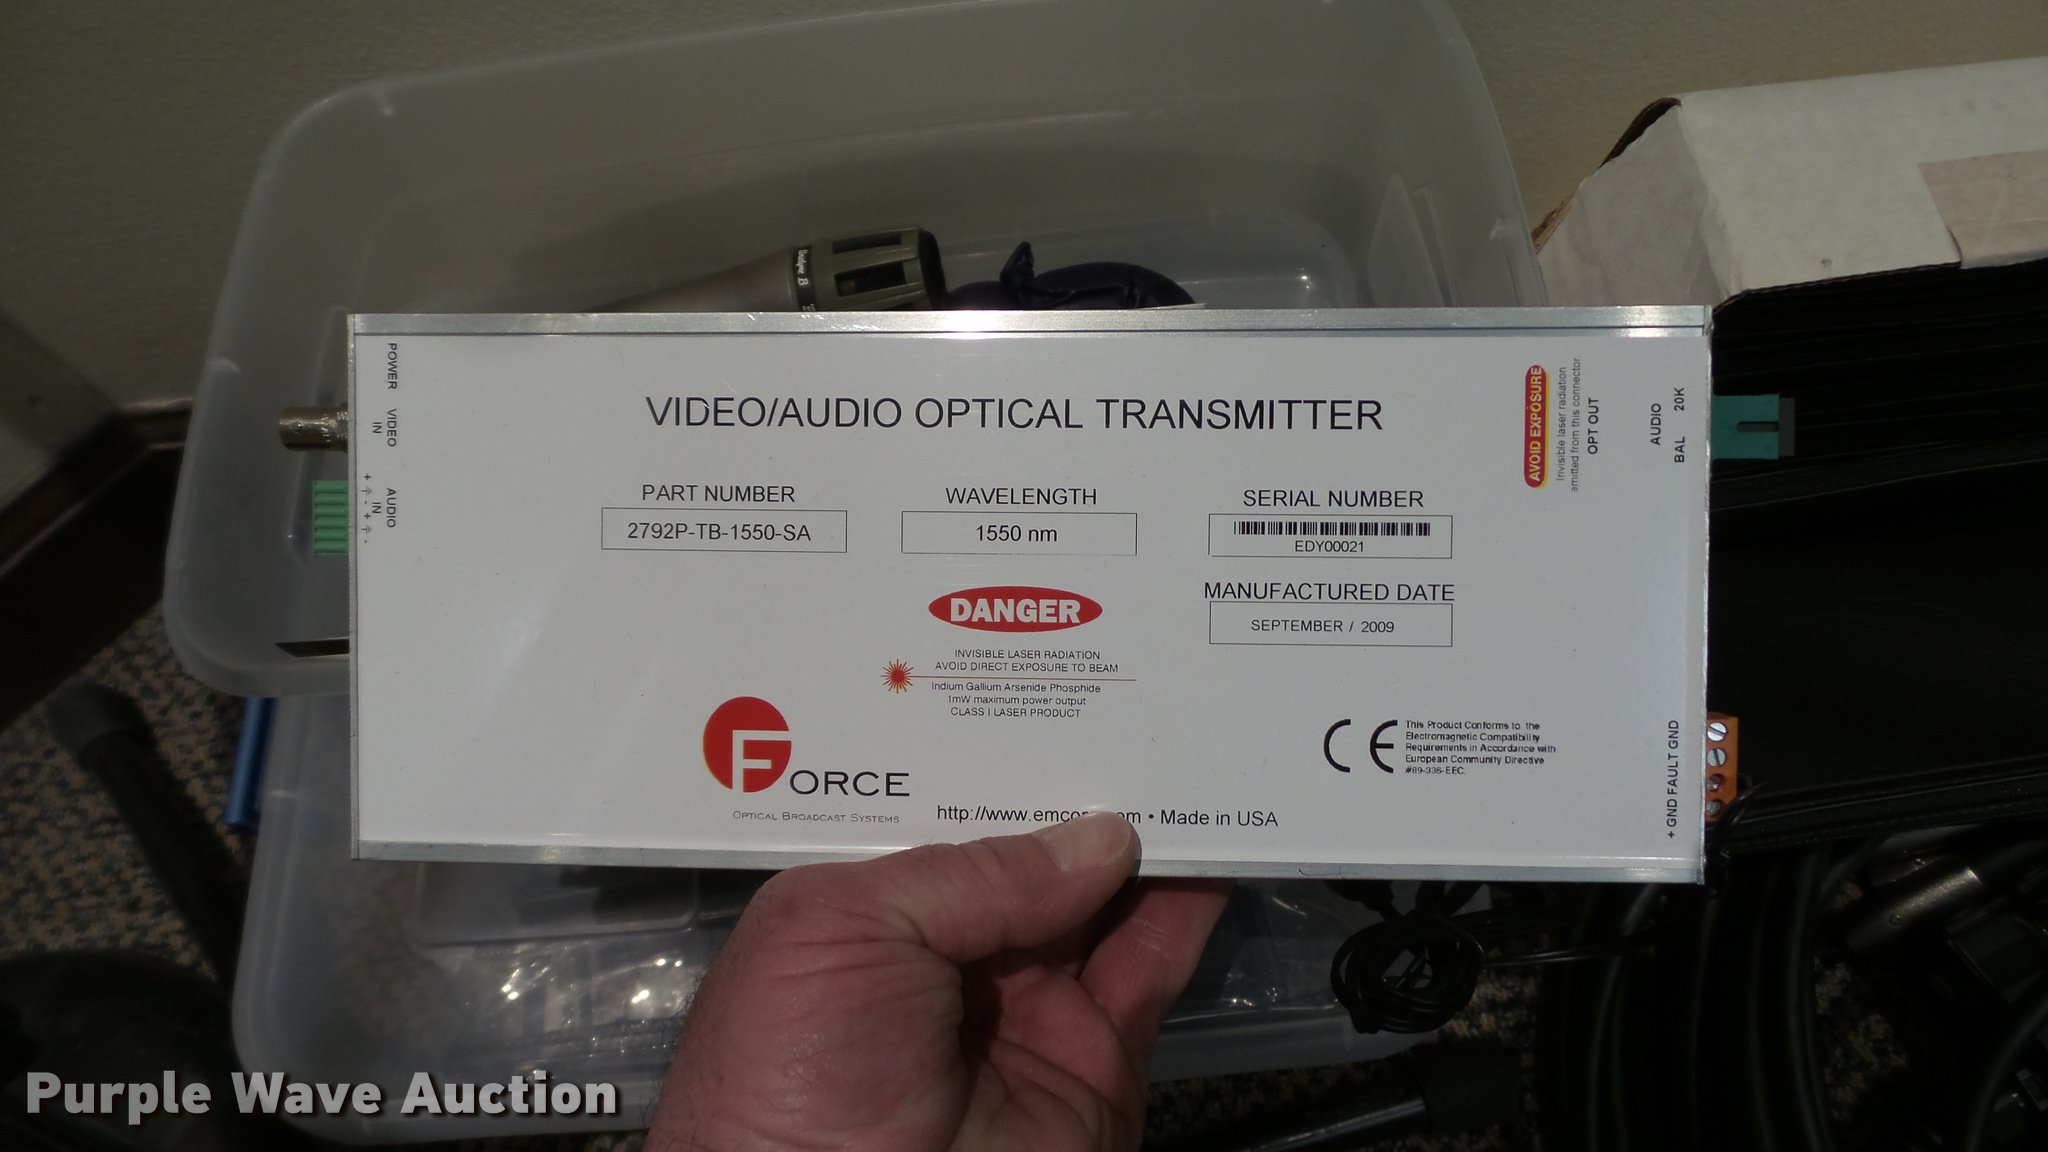 VIDEO/AUDIO OPTICAL TRANSMITTER
PART NUMBER
2792P-TB-1550-SA
WAVELENGTH
1550 nm
SERIAL NUMBER
EDY00021
MANUFACTURED DATE
SEPTEMBER / 2009
DANGER
INVISIBLE LASER RADIATION
AVOID DIRECT EXPOSURE TO BEAM
Indium Gallium Arsenide Phosphide
1mW maximum power output
CLASS I LASER PRODUCT
FORCE
OPTICAL BROADCAST SYSTEMS
http://www. • Made in USA
CE
This Product Conforms to the
Electromagnetic Compatibility
Requirements in Accordance with
European Community Directive
#89-336-EEC.
POWER
VIDEO
IN
AUDIO
IN
+ - + -
AVOID EXPOSURE
Invisible laser radiation
emitted from this connector
OPT OUT
AUDIO
BAL 20K
+ GND FAULT GND
Purple Wave Auction